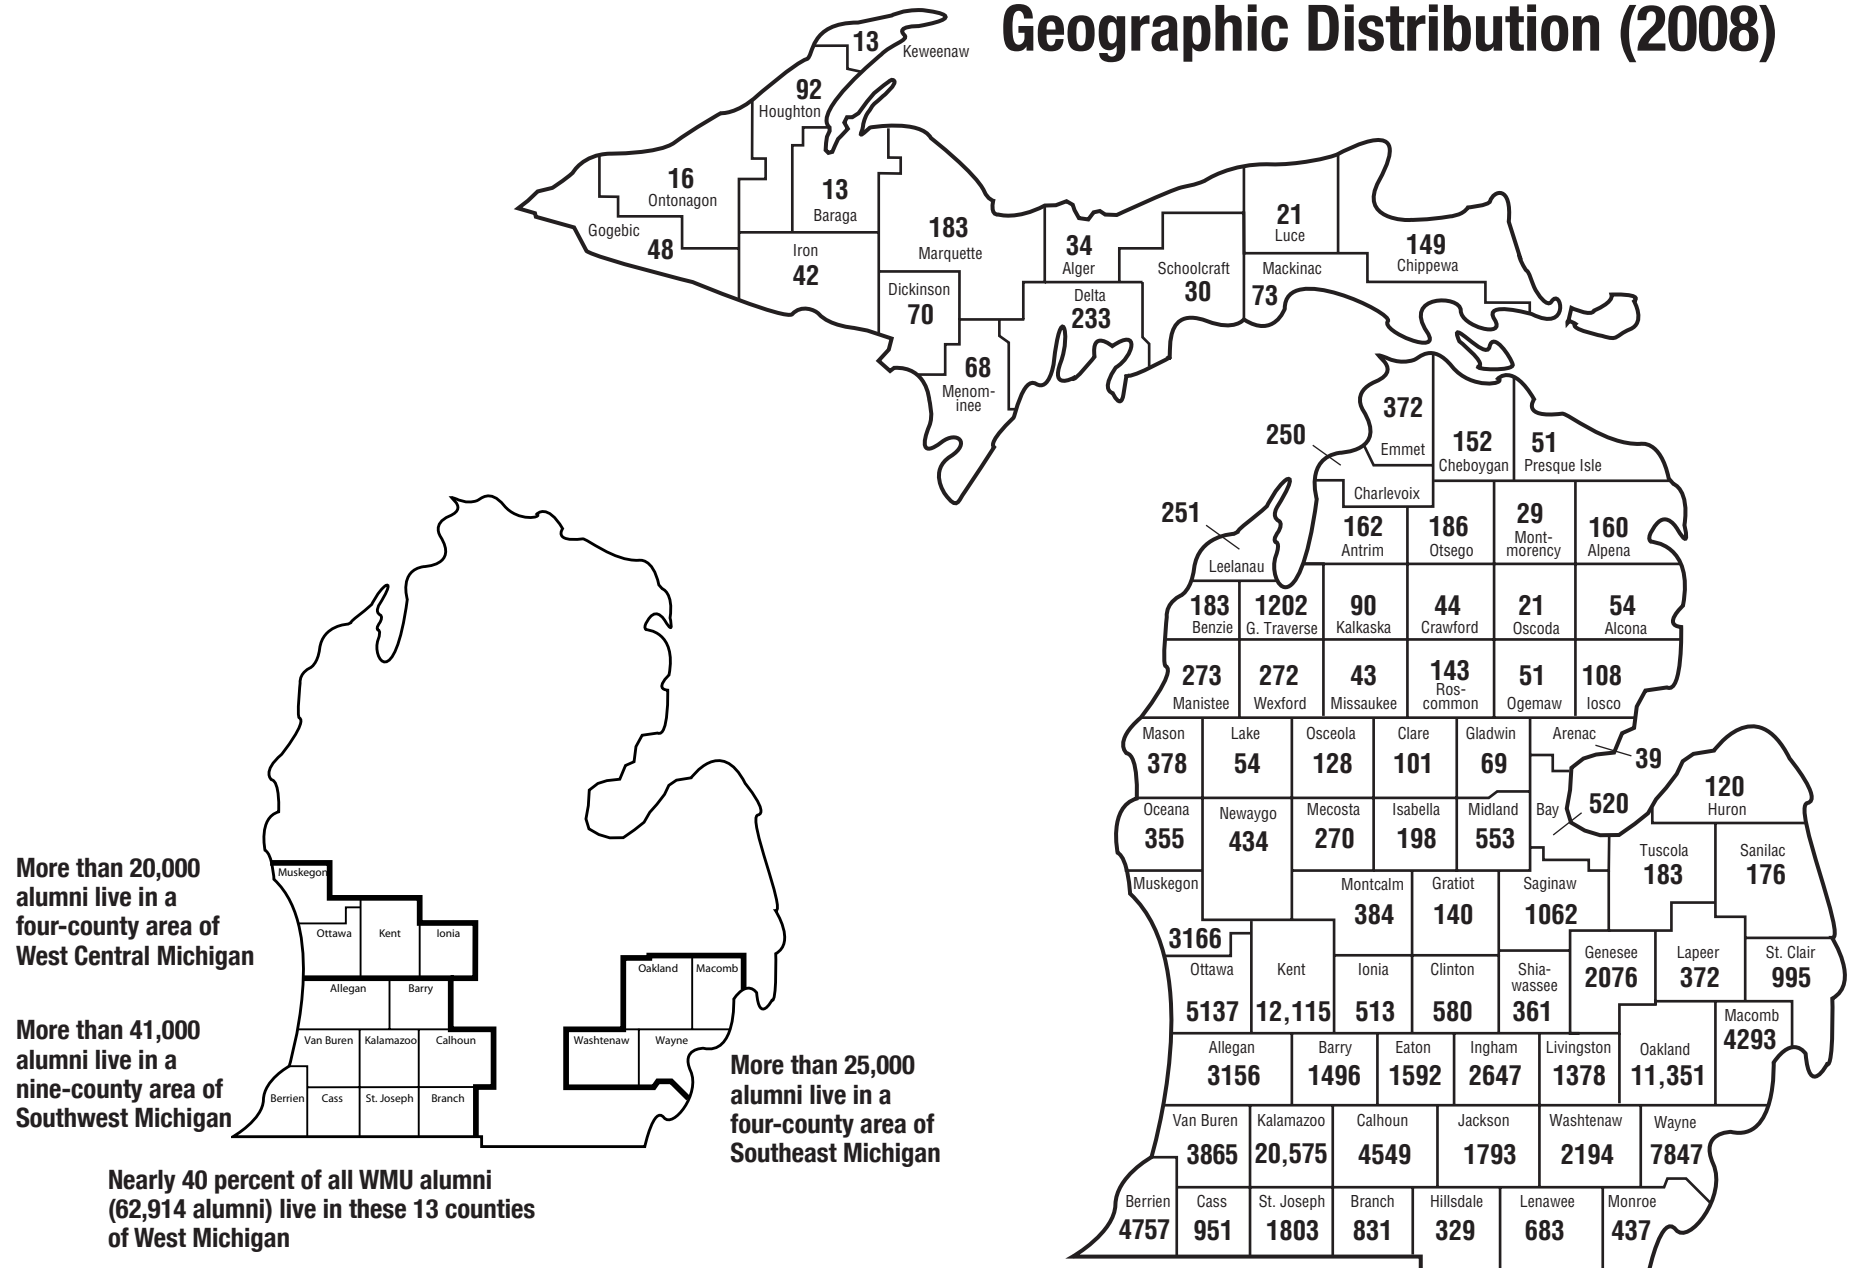 Geographic Distribution (2008)
13
Keweenaw
92
Houghton
16
Ontonagon
13
Baraga
Gogebic
48
Iron
42
183
Marquette
Dickinson
70
68
Menom-
inee
34
Alger
Delta
233
Schoolcraft
30
21
Luce
Mackinac
73
149
Chippewa
372
Emmet
250
Charlevoix
152
Cheboygan
51
Presque Isle
251
Leelanau
162
Antrim
186
Otsego
29
Mont-
morency
160
Alpena
183
Benzie
1202
G. Traverse
90
Kalkaska
44
Crawford
21
Oscoda
54
Alcona
273
Manistee
272
Wexford
43
Missaukee
143
Ros-
common
51
Ogemaw
108
Iosco
Mason
378
Lake
54
Osceola
128
Clare
101
Gladwin
69
Arenac
39
Oceana
355
Newaygo
434
Mecosta
270
Isabella
198
Midland
553
Bay
520
120
Huron
Tuscola
183
Sanilac
176
Muskegon
3166
Montcalm
384
Gratiot
140
Saginaw
1062
Ottawa
5137
Kent
12,115
Ionia
513
Clinton
580
Shia-
wassee
361
Genesee
2076
Lapeer
372
St. Clair
995
Allegan
3156
Barry
1496
Eaton
1592
Ingham
2647
Livingston
1378
Oakland
11,351
Macomb
4293
Van Buren
3865
Kalamazoo
20,575
Calhoun
4549
Jackson
1793
Washtenaw
2194
Wayne
7847
Berrien
4757
Cass
951
St. Joseph
1803
Branch
831
Hillsdale
329
Lenawee
683
Monroe
437
More than 20,000
alumni live in a
four-county area of
West Central Michigan
Muskegon
Ottawa
Kent
Ionia
More than 41,000
alumni live in a
nine-county area of
Southwest Michigan
Allegan
Barry
Van Buren
Kalamazoo
Calhoun
Berrien
Cass
St. Joseph
Branch
Oakland
Macomb
Washtenaw
Wayne
More than 25,000
alumni live in a
four-county area of
Southeast Michigan
Nearly 40 percent of all WMU alumni
(62,914 alumni) live in these 13 counties
of West Michigan